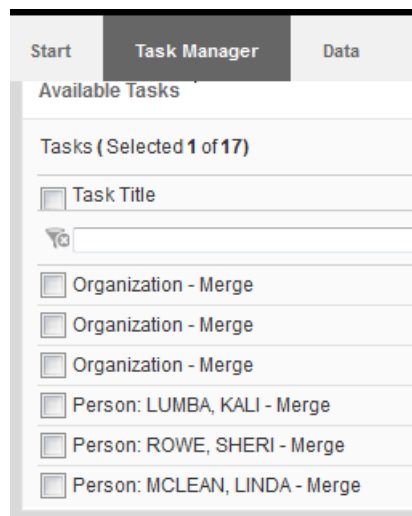 Start Task Manager Data
Available Tasks
Tasks ( Selected 1 of 17)
Task Title
Organization - Merge
Organization - Merge
Organization - Merge
Person: LUMBA, KALI - Merge
Person: ROWE, SHERI - Merge
Person: MCLEAN, LINDA - Merge